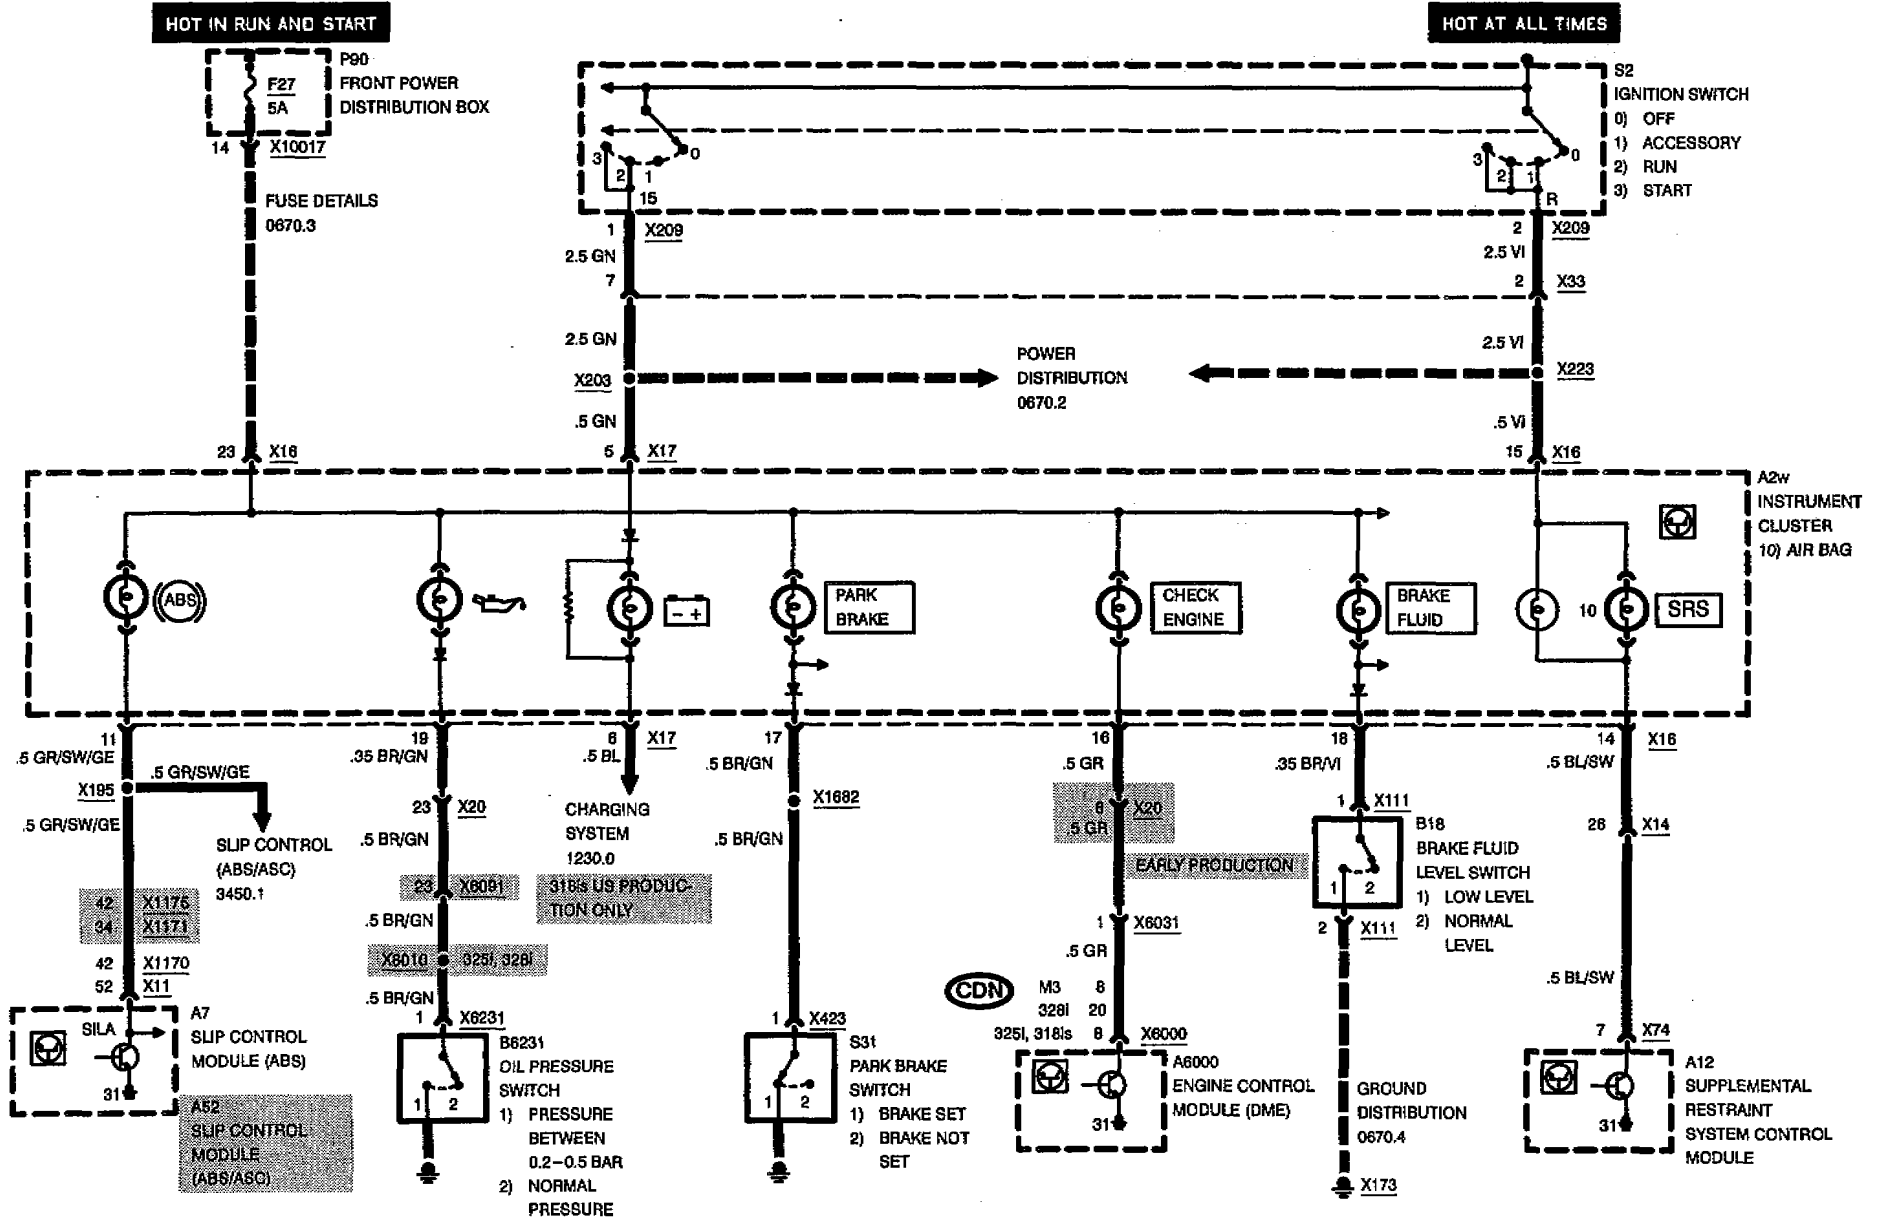 HOT IN RUN AND START
HOT AT ALL TIMES
P90
FRONT POWER
DISTRIBUTION BOX
F27
5A
14 X10017
FUSE DETAILS
0670.3
S2
IGNITION SWITCH
0) OFF
1) ACCESSORY
2) RUN
3) START
3 2 1 0
15
3 2 1 0
R
1 X209
2.5 GN
7
2 X209
2.5 VI
2 X33
2.5 GN
2.5 VI
X203
POWER
DISTRIBUTION
0670.2
X223
.5 GN
.5 VI
23 X16
5 X17
15 X16
A2w
INSTRUMENT
CLUSTER
10) AIR BAG
ABS
- +
PARK
BRAKE
CHECK
ENGINE
BRAKE
FLUID
10
SRS
11
.5 GR/SW/GE
19
.35 BR/GN
6 X17
.5 BL
17
.5 BR/GN
16
.5 GR
18
.35 BR/VI
14 X16
.5 BL/SW
X195
.5 GR/SW/GE
.5 GR/SW/GE
SLIP CONTROL
(ABS/ASC)
3450.1
42 X1175
34 X1171
42 X1170
52 X11
SILA
31
A7
SLIP CONTROL
MODULE (ABS)
A52
SLIP CONTROL
MODULE
(ABS/ASC)
23 X20
.5 BR/GN
23 X6091
.5 BR/GN
X6010 325i, 328i
.5 BR/GN
1 X6231
1 2
B6231
OIL PRESSURE
SWITCH
1) PRESSURE
BETWEEN
0.2–0.5 BAR
2) NORMAL
PRESSURE
CHARGING
SYSTEM
1230.0
318is US PRODUC-
TION ONLY
X1682
.5 BR/GN
1 X423
1 2
S31
PARK BRAKE
SWITCH
1) BRAKE SET
2) BRAKE NOT
SET
6 X20
.5 GR
EARLY PRODUCTION
1 X6031
.5 GR
CDN
M3 8
328i 20
325i, 318is 8 X6000
31
A6000
ENGINE CONTROL
MODULE (DME)
1 X111
1 2
B18
BRAKE FLUID
LEVEL SWITCH
1) LOW LEVEL
2) NORMAL
LEVEL
2 X111
GROUND
DISTRIBUTION
0670.4
X173
26 X14
.5 BL/SW
7 X74
31
A12
SUPPLEMENTAL
RESTRAINT
SYSTEM CONTROL
MODULE